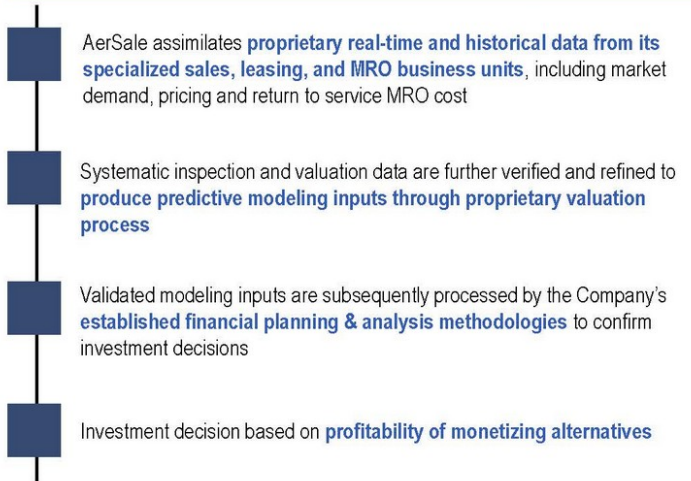 AerSale assimilates proprietary real-time and historical data from its
specialized sales, leasing, and MRO business units, including market
demand, pricing and return to service MRO cost
Systematic inspection and valuation data are further verified and refined to
produce predictive modeling inputs through proprietary valuation
process
Validated modeling inputs are subsequently processed by the Company's
established financial planning & analysis methodologies to confirm
investment decisions
Investment decision based on profitability of monetizing alternatives